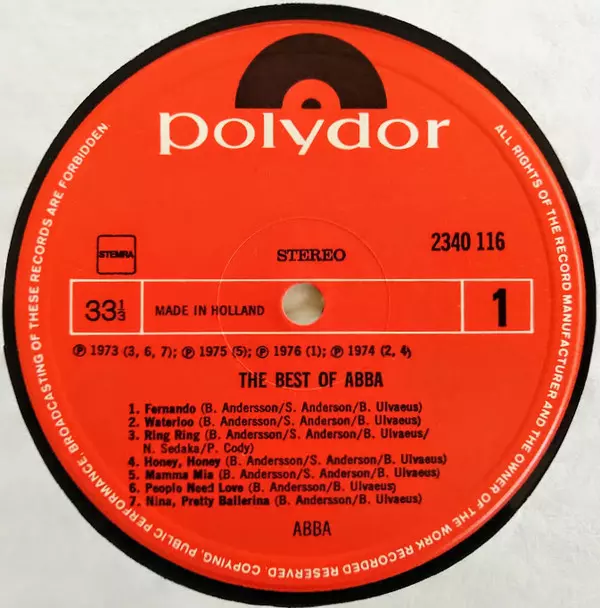 polydor
ALL RIGHTS OF THE RECORD MANUFACTURER AND THE OWNER OF THE WORK RECORDED RESERVED. COPYING, PUBLIC PERFORMANCE, BROADCASTING OF THESE RECORDS ARE FORBIDDEN.
STEMRA
STEREO
2340 116
33⅓
MADE IN HOLLAND
1
℗ 1973 (3, 6, 7); ℗ 1975 (5); ℗ 1976 (1); ℗ 1974 (2, 4)
THE BEST OF ABBA
1. Fernando (B. Andersson/S. Anderson/B. Ulvaeus)
2. Waterloo (B. Andersson/S. Anderson/B. Ulvaeus)
3. Ring Ring (B. Andersson/S. Anderson/B. Ulvaeus/
N. Sedaka/P. Cody)
4. Honey, Honey (B. Andersson/S. Anderson/B. Ulvaeus)
5. Mamma Mia (B. Andersson/S. Anderson/B. Ulvaeus)
6. People Need Love (B. Andersson/B. Ulvaeus)
7. Nina, Pretty Ballerina (B. Andersson/B. Ulvaeus)
ABBA